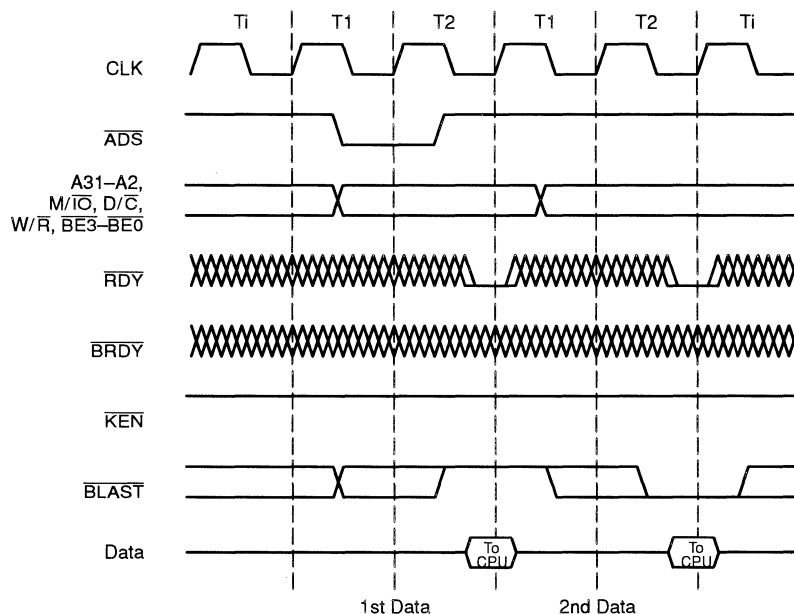 Ti T1 T2 T1 T2 Ti
CLK
ADS
A31–A2,
M/IO, D/C,
W/R, BE3–BE0
RDY
BRDY
KEN
BLAST
Data
To
CPU
To
CPU
1st Data 2nd Data